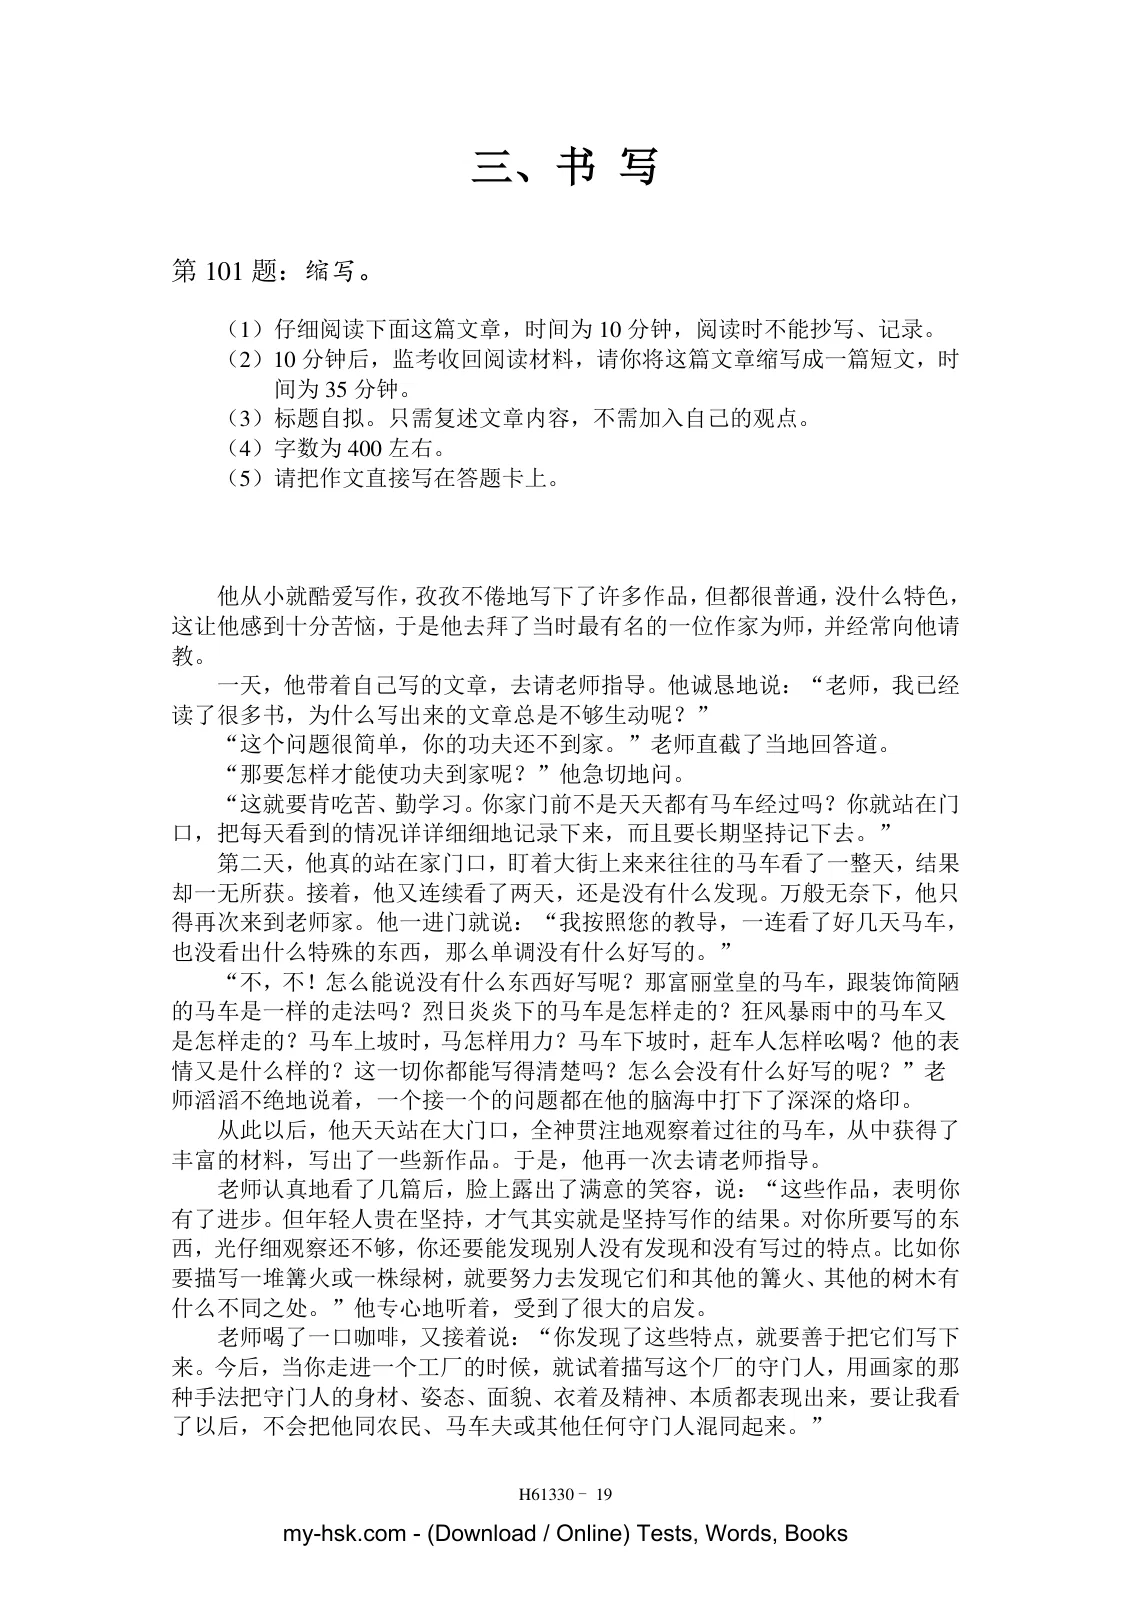 三、书 写
第 101 题：缩写。
（1）仔细阅读下面这篇文章，时间为 10 分钟，阅读时不能抄写、记录。
（2）10 分钟后，监考收回阅读材料，请你将这篇文章缩写成一篇短文，时
间为 35 分钟。
（3）标题自拟。只需复述文章内容，不需加入自己的观点。
（4）字数为 400 左右。
（5）请把作文直接写在答题卡上。
他从小就酷爱写作，孜孜不倦地写下了许多作品，但都很普通，没什么特色，
这让他感到十分苦恼，于是他去拜了当时最有名的一位作家为师，并经常向他请
教。
一天，他带着自己写的文章，去请老师指导。他诚恳地说：“老师，我已经
读了很多书，为什么写出来的文章总是不够生动呢？”
“这个问题很简单，你的功夫还不到家。”老师直截了当地回答道。
“那要怎样才能使功夫到家呢？”他急切地问。
“这就要肯吃苦、勤学习。你家门前不是天天都有马车经过吗？你就站在门
口，把每天看到的情况详详细细地记录下来，而且要长期坚持记下去。”
第二天，他真的站在家门口，盯着大街上来来往往的马车看了一整天，结果
却一无所获。接着，他又连续看了两天，还是没有什么发现。万般无奈下，他只
得再次来到老师家。他一进门就说：“我按照您的教导，一连看了好几天马车，
也没看出什么特殊的东西，那么单调没有什么好写的。”
“不，不！怎么能说没有什么东西好写呢？那富丽堂皇的马车，跟装饰简陋
的马车是一样的走法吗？烈日炎炎下的马车是怎样走的？狂风暴雨中的马车又
是怎样走的？马车上坡时，马怎样用力？马车下坡时，赶车人怎样吆喝？他的表
情又是什么样的？这一切你都能写得清楚吗？怎么会没有什么好写的呢？”老
师滔滔不绝地说着，一个接一个的问题都在他的脑海中打下了深深的烙印。
从此以后，他天天站在大门口，全神贯注地观察着过往的马车，从中获得了
丰富的材料，写出了一些新作品。于是，他再一次去请老师指导。
老师认真地看了几篇后，脸上露出了满意的笑容，说：“这些作品，表明你
有了进步。但年轻人贵在坚持，才气其实就是坚持写作的结果。对你所要写的东
西，光仔细观察还不够，你还要能发现别人没有发现和没有写过的特点。比如你
要描写一堆篝火或一株绿树，就要努力去发现它们和其他的篝火、其他的树木有
什么不同之处。”他专心地听着，受到了很大的启发。
老师喝了一口咖啡，又接着说：“你发现了这些特点，就要善于把它们写下
来。今后，当你走进一个工厂的时候，就试着描写这个厂的守门人，用画家的那
种手法把守门人的身材、姿态、面貌、衣着及精神、本质都表现出来，要让我看
了以后，不会把他同农民、马车夫或其他任何守门人混同起来。”
H61330－ 19
my-hsk.com - (Download / Online) Tests, Words, Books